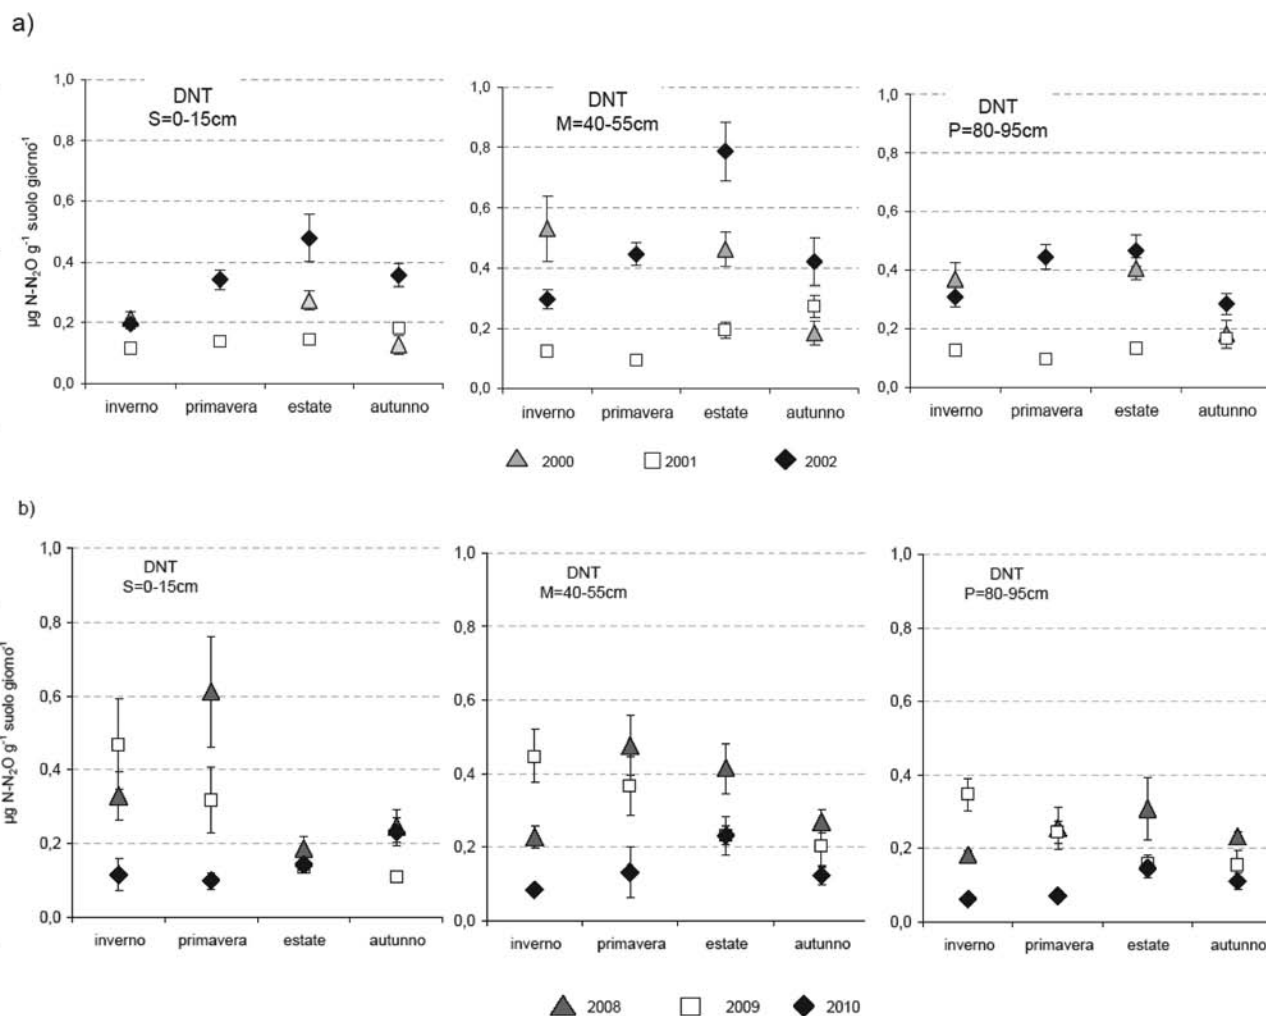 a)
DNT
S=0-15cm
DNT
M=40-55cm
DNT
P=80-95cm
µg N-N₂O g⁻¹ suolo giorno⁻¹
1,0
0,8
0,6
0,4
0,2
0,0
inverno primavera estate autunno
1,0
0,8
0,6
0,4
0,2
0,0
inverno primavera estate autunno
1,0
0,8
0,6
0,4
0,2
0,0
inverno primavera estate autunno
2000 2001 2002
b)
DNT
S=0-15cm
DNT
M=40-55cm
DNT
P=80-95cm
µg N-N₂O g⁻¹ suolo giorno¹
1,0
0,8
0,6
0,4
0,2
0,0
inverno primavera estate autunno
1,0
0,8
0,6
0,4
0,2
0,0
inverno primavera estate autunno
1,0
0,8
0,6
0,4
0,2
0,0
inverno primavera estate autunno
2008 2009 2010